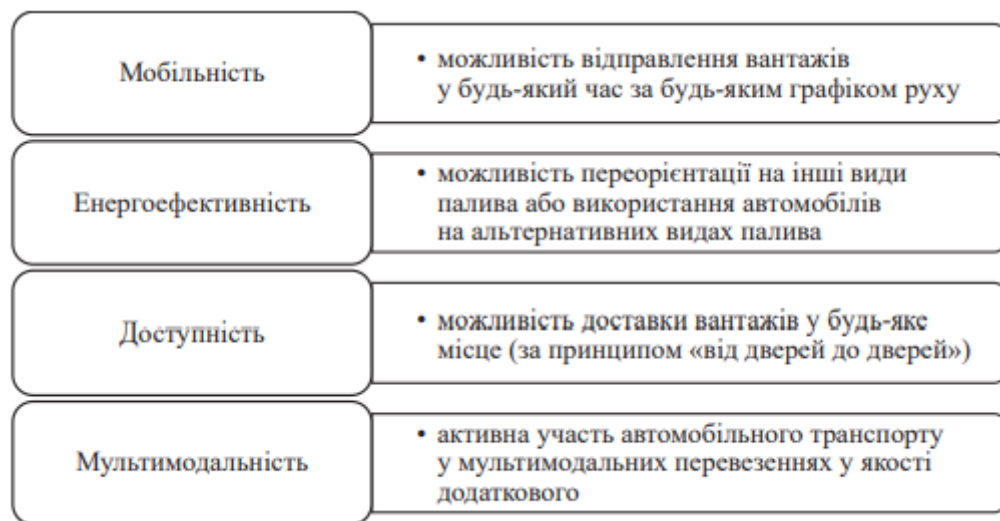 Мобільність
• можливість відправлення вантажів
у будь-який час за будь-яким графіком руху
Енергоефективність
• можливість переорієнтації на інші види
палива або використання автомобілів
на альтернативних видах палива
Доступність
• можливість доставки вантажів у будь-яке
місце (за принципом «від дверей до дверей»)
Мультимодальність
• активна участь автомобільного транспорту
у мультимодальних перевезеннях у якості
додаткового